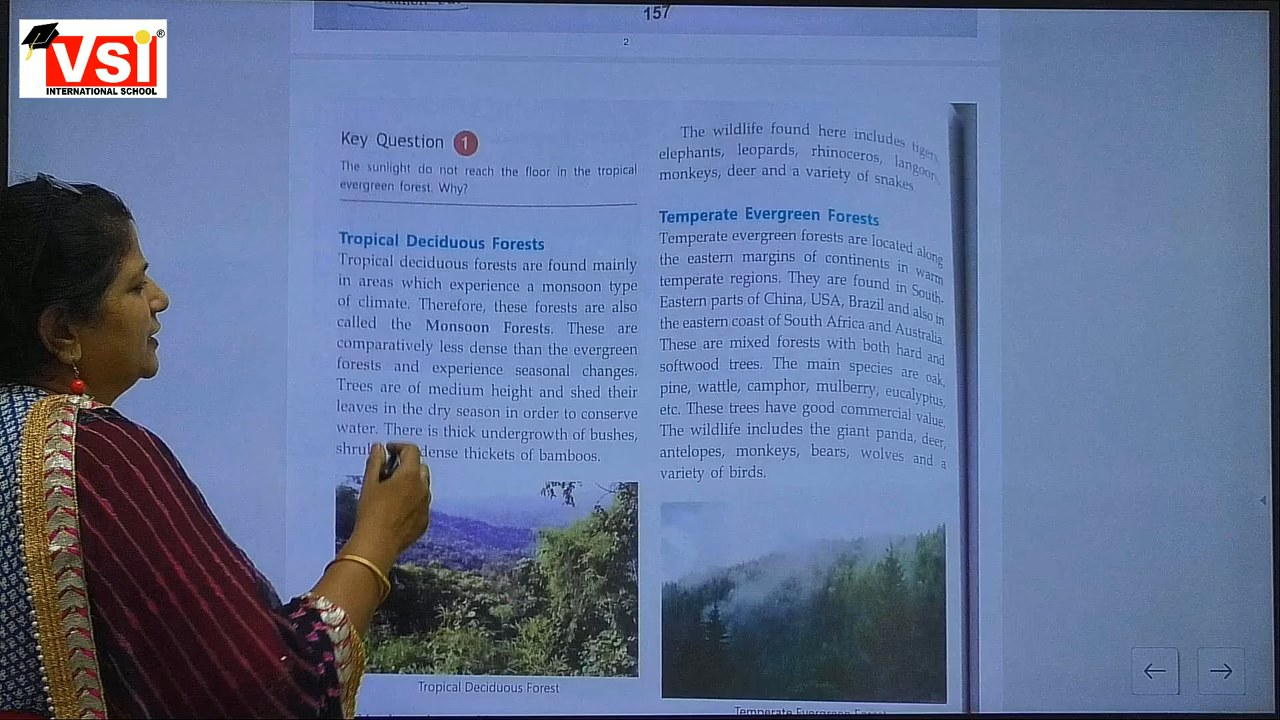 VSI
®
INTERNATIONAL SCHOOL
157
2
Key Question 1
The sunlight do not reach the floor in the tropical
evergreen forest. Why?
Tropical Deciduous Forests
Tropical deciduous forests are found mainly
in areas which experience a monsoon type
of climate. Therefore, these forests are also
called the Monsoon Forests. These are
comparatively less dense than the evergreen
forests and experience seasonal changes.
Trees are of medium height and shed their
leaves in the dry season in order to conserve
water. There is thick undergrowth of bushes,
dense thickets of bamboos.
Tropical Deciduous Forest
The wildlife found here includes tigers,
elephants, leopards, rhinoceros, langoor,
monkeys, deer and a variety of snakes
Temperate Evergreen Forests
Temperate evergreen forests are located along
the eastern margins of continents in warm
temperate regions. They are found in South-
Eastern parts of China, USA, Brazil and also in
the eastern coast of South Africa and Australia
These are mixed forests with both hard and
softwood trees. The main species are oak,
pine, wattle, camphor, mulberry, eucalyptus,
etc. These trees have good commercial value.
The wildlife includes the giant panda, deer,
antelopes, monkeys, bears, wolves and a
variety of birds.
Temperate Evergreen Forest